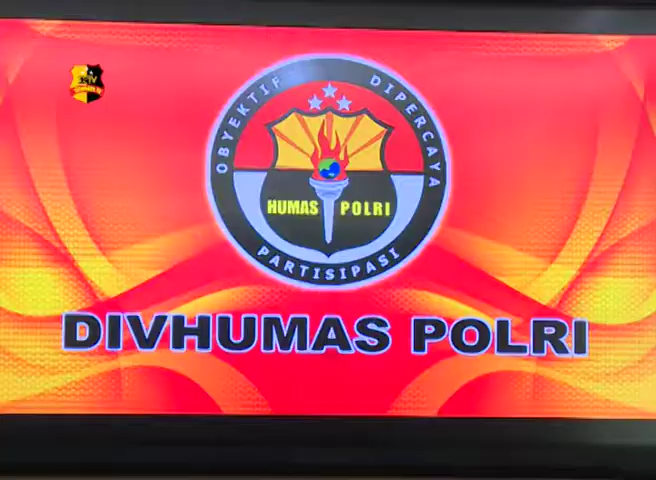 OBYEKTIF DIPERCAYA
HUMAS POLRI
PARTISIPASI
DIVHUMAS POLRI